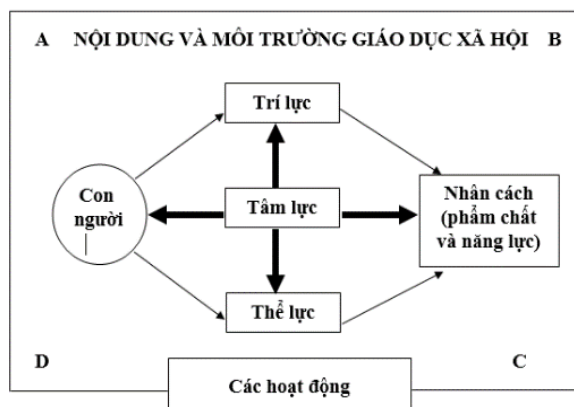 A NỘI DUNG VÀ MÔI TRƯỜNG GIÁO DỤC XÃ HỘI B
Trí lực
Con
người
Tâm lực
Nhân cách
(phẩm chất
và năng lực)
Thể lực
D
C
Các hoạt động